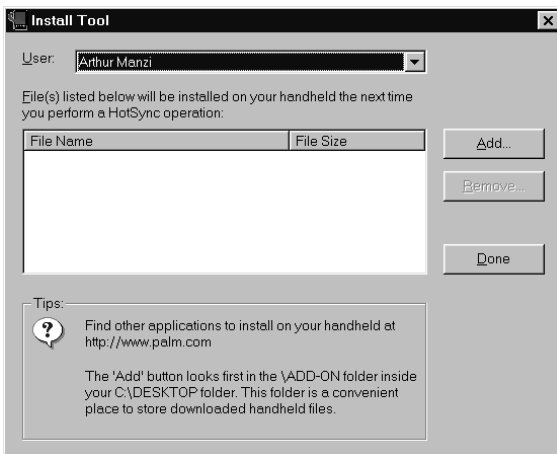 Install Tool
User: Arthur Manzi
File(s) listed below will be installed on your handheld the next time
you perform a HotSync operation:
File Name File Size
Add...
Remove...
Done
Tips:
Find other applications to install on your handheld at
http://www.palm.com
The 'Add' button looks first in the \ADD-ON folder inside
your C:\DESKTOP folder. This folder is a convenient
place to store downloaded handheld files.